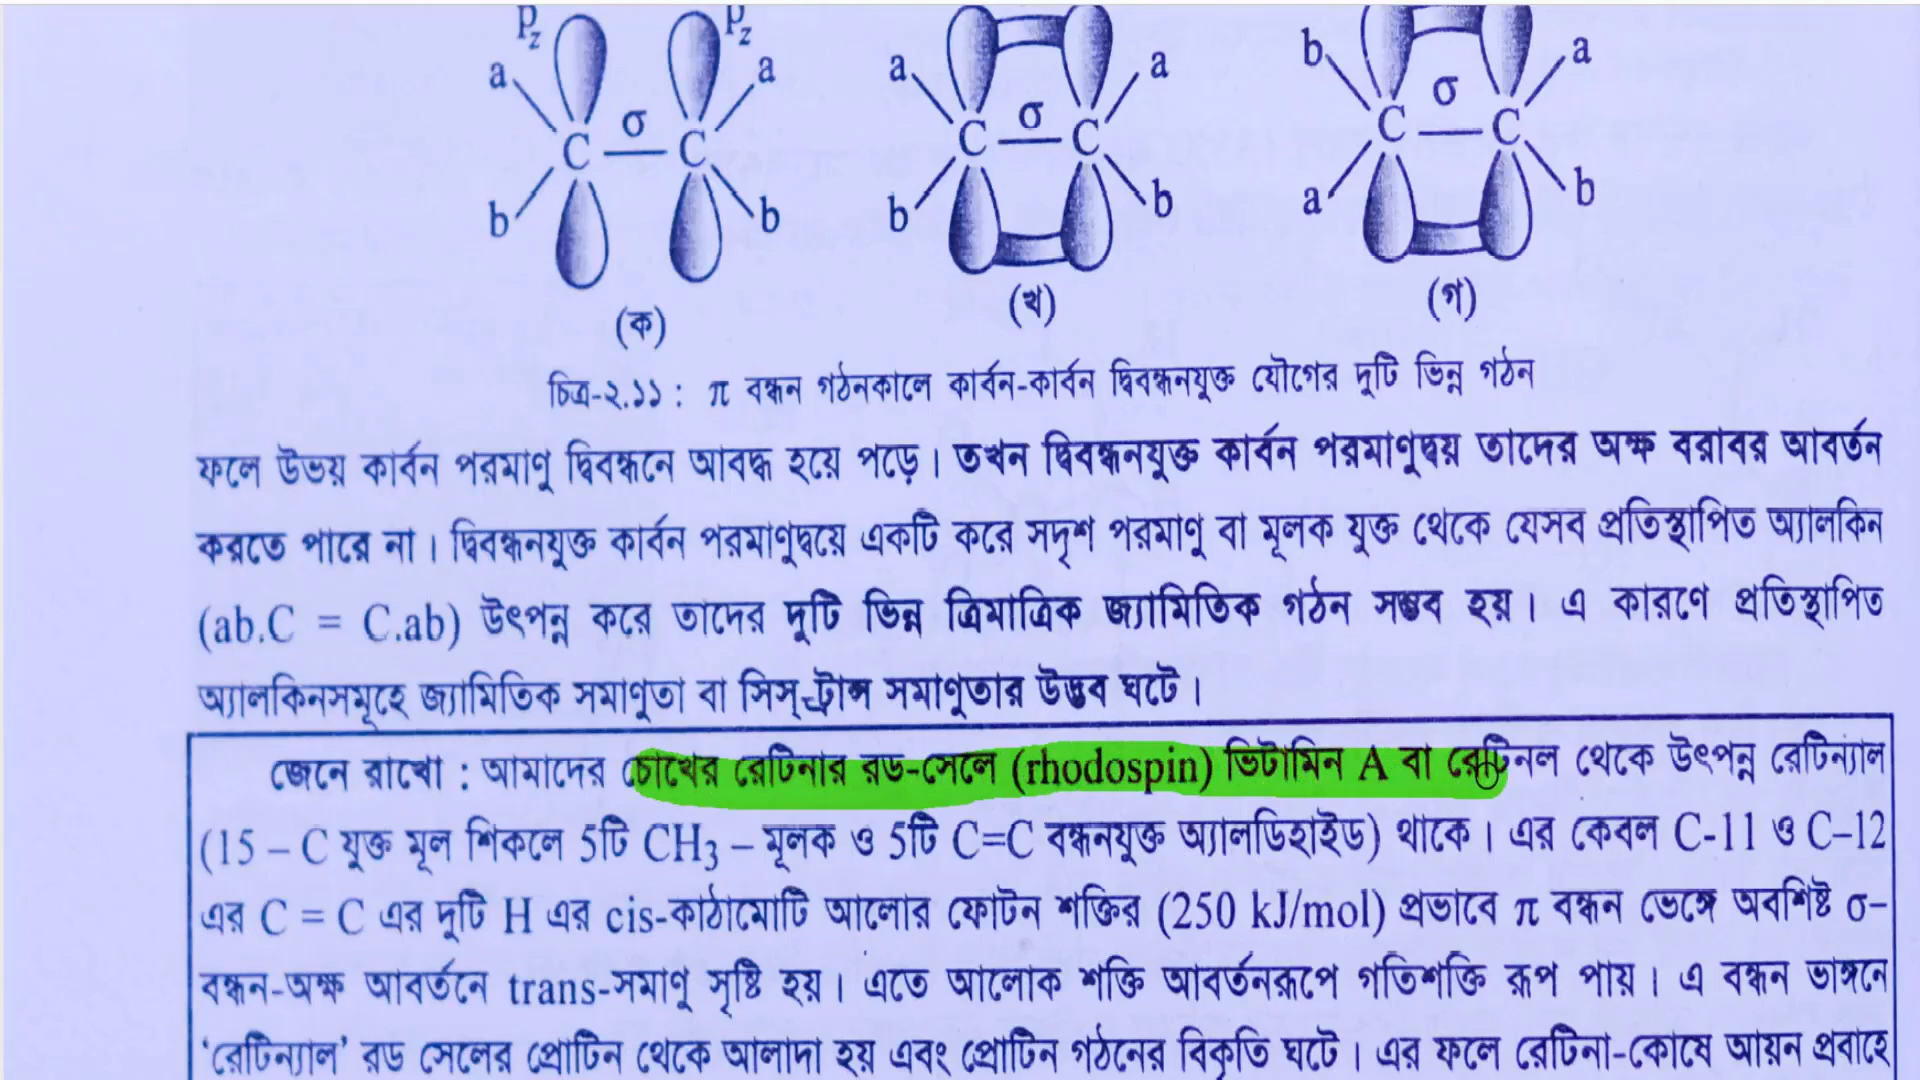 P_z P_z
a a a a b a
σ σ σ
C C C C C C
b b b b a b
(ক) (খ) (গ)
চিত্র-২.১১ : π বন্ধন গঠনকালে কার্বন-কার্বন দ্বিবন্ধনযুক্ত যৌগের দুটি ভিন্ন গঠন
ফলে উভয় কার্বন পরমাণু দ্বিবন্ধনে আবদ্ধ হয়ে পড়ে। তখন দ্বিবন্ধনযুক্ত কার্বন পরমাণুদ্বয় তাদের অক্ষ বরাবর আবর্তন
করতে পারে না। দ্বিবন্ধনযুক্ত কার্বন পরমাণুদ্বয়ে একটি করে সদৃশ পরমাণু বা মূলক যুক্ত থেকে যেসব প্রতিস্থাপিত অ্যালকিন
(ab.C = C.ab) উৎপন্ন করে তাদের দুটি ভিন্ন ত্রিমাত্রিক জ্যামিতিক গঠন সম্ভব হয়। এ কারণে প্রতিস্থাপিত
অ্যালকিনসমূহে জ্যামিতিক সমাণুতা বা সিস্-ট্রান্স সমাণুতার উদ্ভব ঘটে।
জেনে রাখো : আমাদের চোখের রেটিনার রড-সেলে (rhodospin) ভিটামিন A বা রেটিনল থেকে উৎপন্ন রেটিন্যাল
(15 – C যুক্ত মূল শিকলে 5টি CH₃ – মূলক ও 5টি C=C বন্ধনযুক্ত অ্যালডিহাইড) থাকে। এর কেবল C-11 ও C–12
এর C = C এর দুটি H এর cis-কাঠামোটি আলোর ফোটন শক্তির (250 kJ/mol) প্রভাবে π বন্ধন ভেঙ্গে অবশিষ্ট σ–
বন্ধন-অক্ষ আবর্তনে trans-সমাণু সৃষ্টি হয়। এতে আলোক শক্তি আবর্তনরূপে গতিশক্তি রূপ পায়। এ বন্ধন ভাঙ্গনে
‘রেটিন্যাল’ রড সেলের প্রোটিন থেকে আলাদা হয় এবং প্রোটিন গঠনের বিকৃতি ঘটে। এর ফলে রেটিনা-কোষে আয়ন প্রবাহে